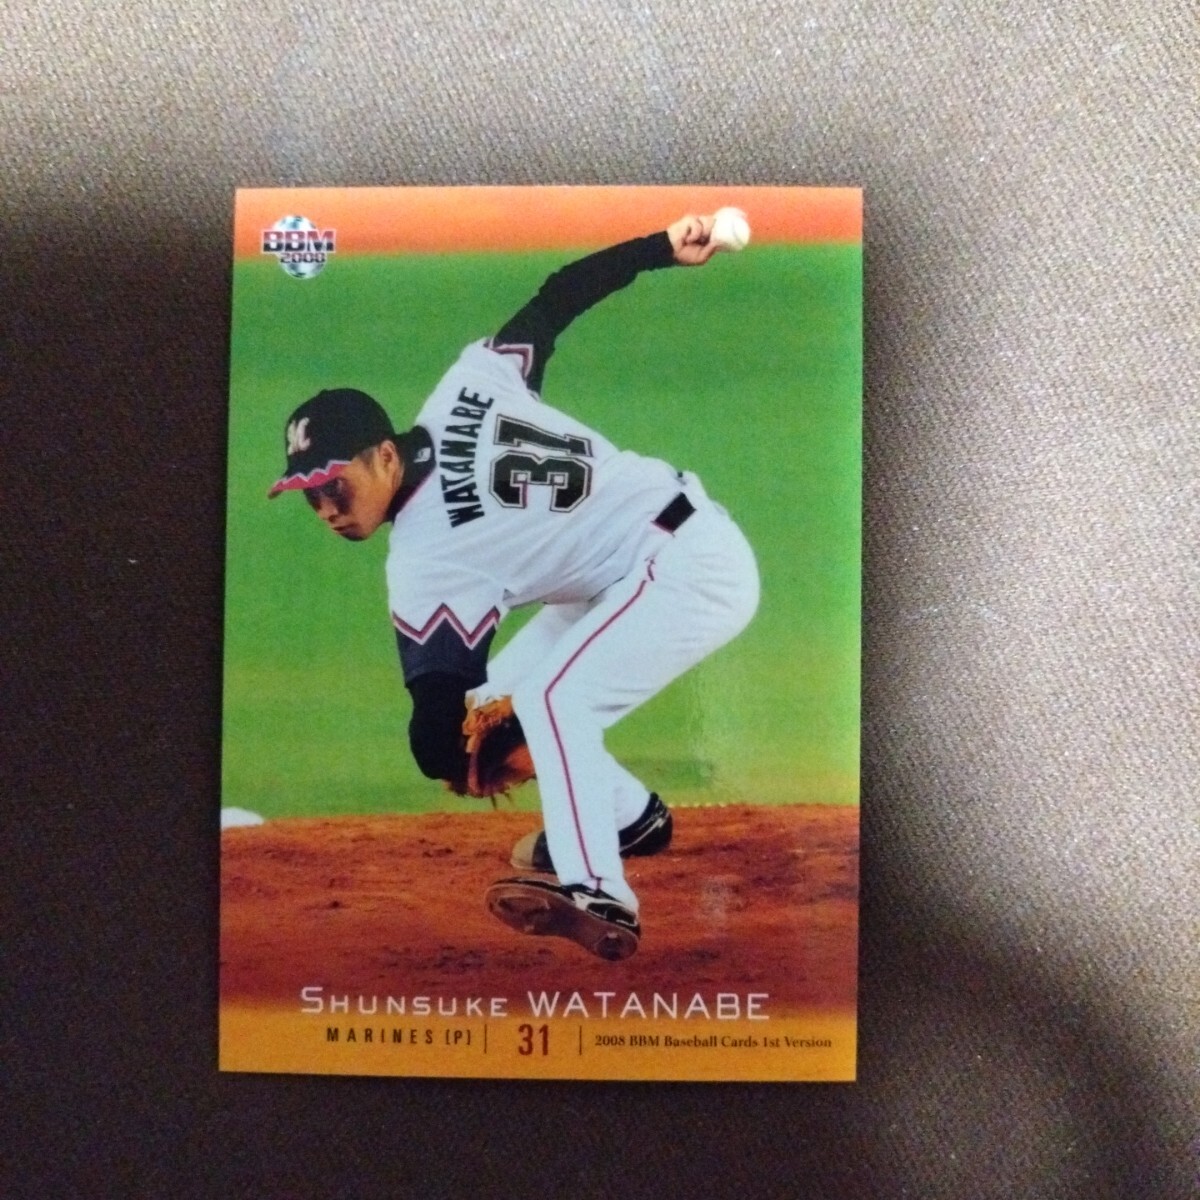 BBM
2008
M
WATANABE
31
SHUNSUKE WATANABE
MARINES (P) 31 2008 BBM Baseball Cards 1st Version